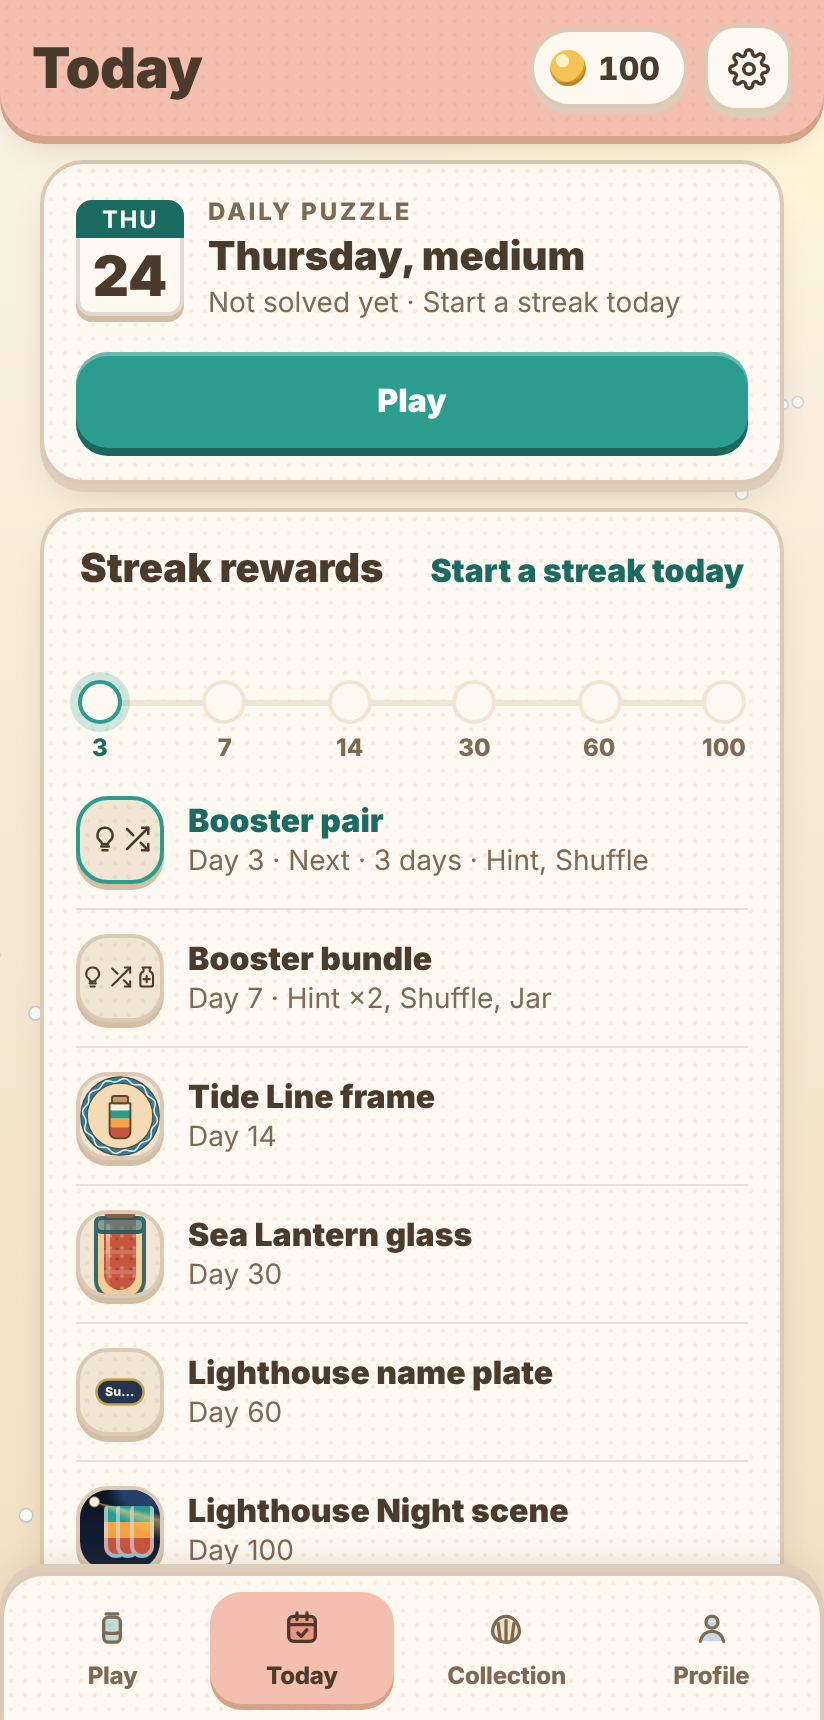 Today
100
THU
24
DAILY PUZZLE
Thursday, medium
Not solved yet · Start a streak today
Play
Streak rewards
Start a streak today
3 7 14 30 60 100
Booster pair
Day 3 · Next · 3 days · Hint, Shuffle
Booster bundle
Day 7 · Hint ×2, Shuffle, Jar
Tide Line frame
Day 14
Sea Lantern glass
Day 30
Su...
Lighthouse name plate
Day 60
Lighthouse Night scene
Day 100
Play
Today
Collection
Profile